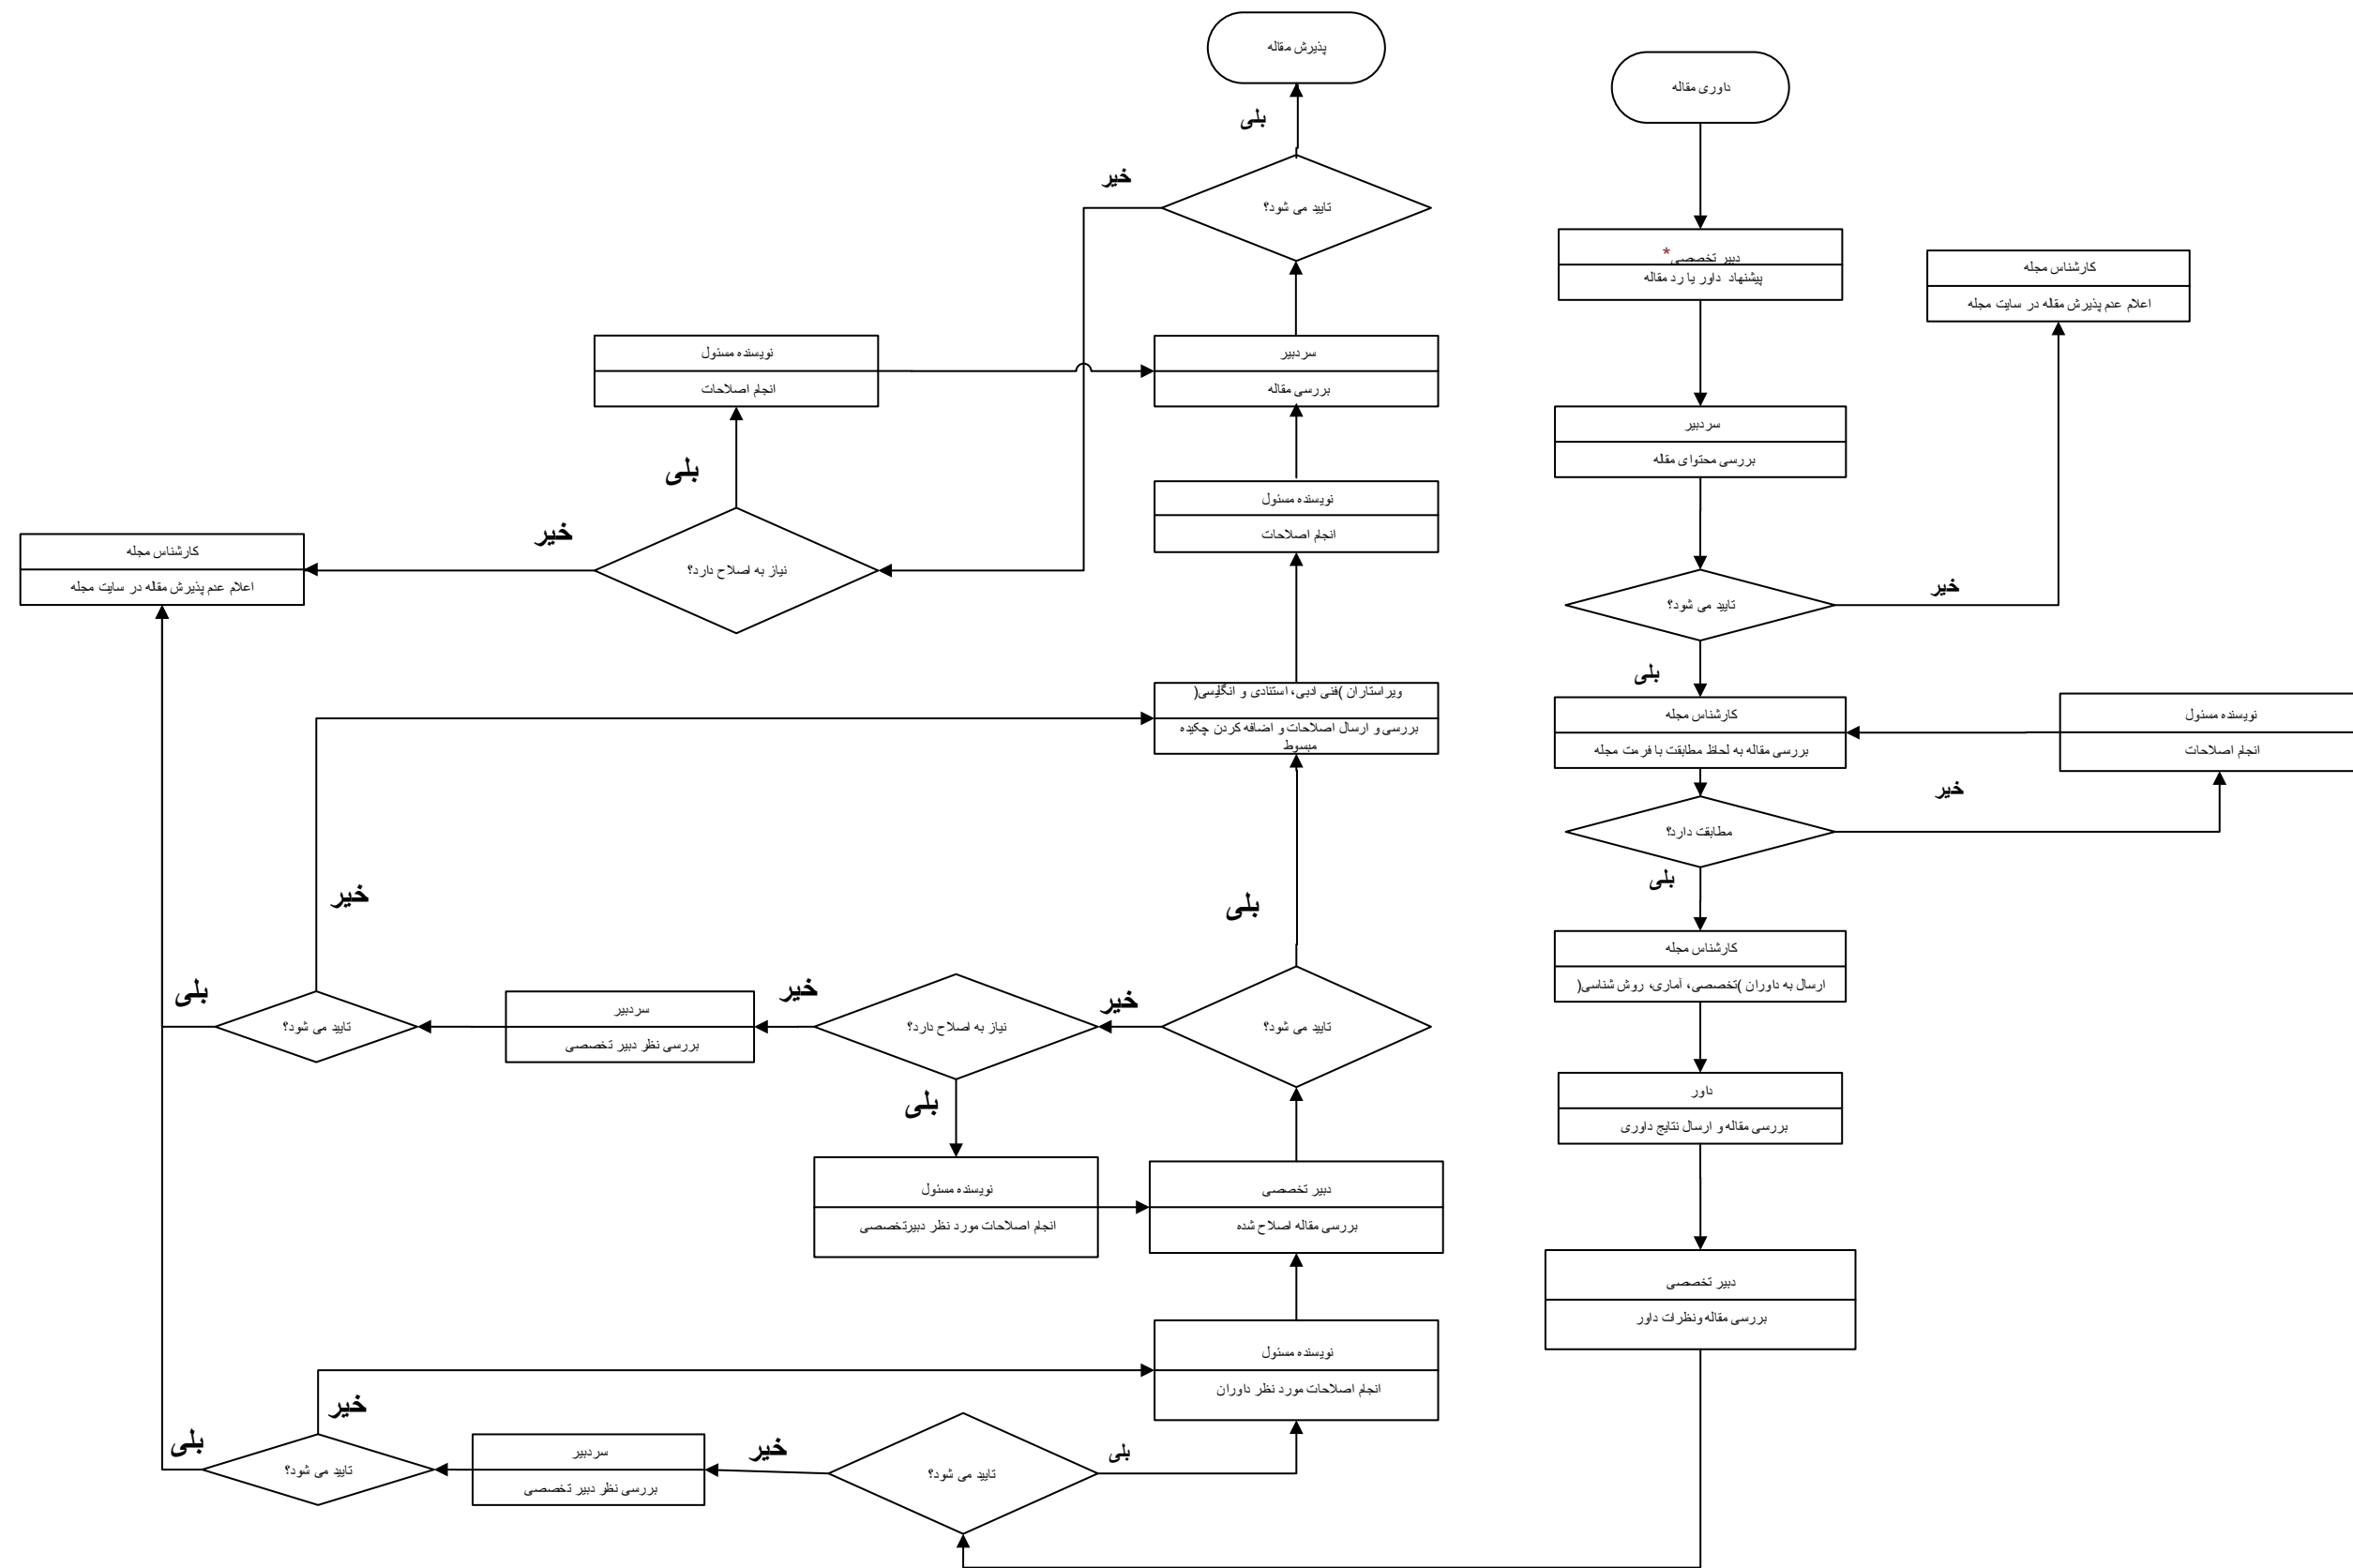 داوری مقاله
دبیر تخصصی*
پیشنهاد داور یا رد مقاله
سردبیر
بررسی محتوای مقاله
تایید می شود؟
خیر
کارشناس مجله
اعلام عدم پذیرش مقاله در سایت مجله
بلی
کارشناس مجله
بررسی مقاله به لحاظ مطابقت با فرمت مجله
مطابقت دارد؟
خیر
نویسنده مسئول
انجام اصلاحات
بلی
کارشناس مجله
ارسال به داوران )تخصصی، آماری، روش شناسی(
داور
بررسی مقاله و ارسال نتایج داوری
دبیر تخصصی
بررسی مقاله ونظرات داور
تایید می شود؟
بلی
خیر
سردبیر
بررسی نظر دبیر تخصصی
تایید می شود؟
خیر
بلی
نویسنده مسئول
انجام اصلاحات مورد نظر داوران
دبیر تخصصی
بررسی مقاله اصلاح شده
تایید می شود؟
خیر
بلی
نیاز به اصلاح دارد؟
بلی
خیر
نویسنده مسئول
انجام اصلاحات مورد نظر دبیرتخصصی
سردبیر
بررسی نظر دبیر تخصصی
تایید می شود؟
خیر
بلی
ویراستاران )فنی ادبی، استنادی و انگلیسی(
بررسی و ارسال اصلاحات و اضافه کردن چکیده
مبسوط
نویسنده مسئول
انجام اصلاحات
سردبیر
بررسی مقاله
تایید می شود؟
بلی
خیر
پذیرش مقاله
نیاز به اصلاح دارد؟
بلی
خیر
نویسنده مسئول
انجام اصلاحات
کارشناس مجله
اعلام عدم پذیرش مقاله در سایت مجله